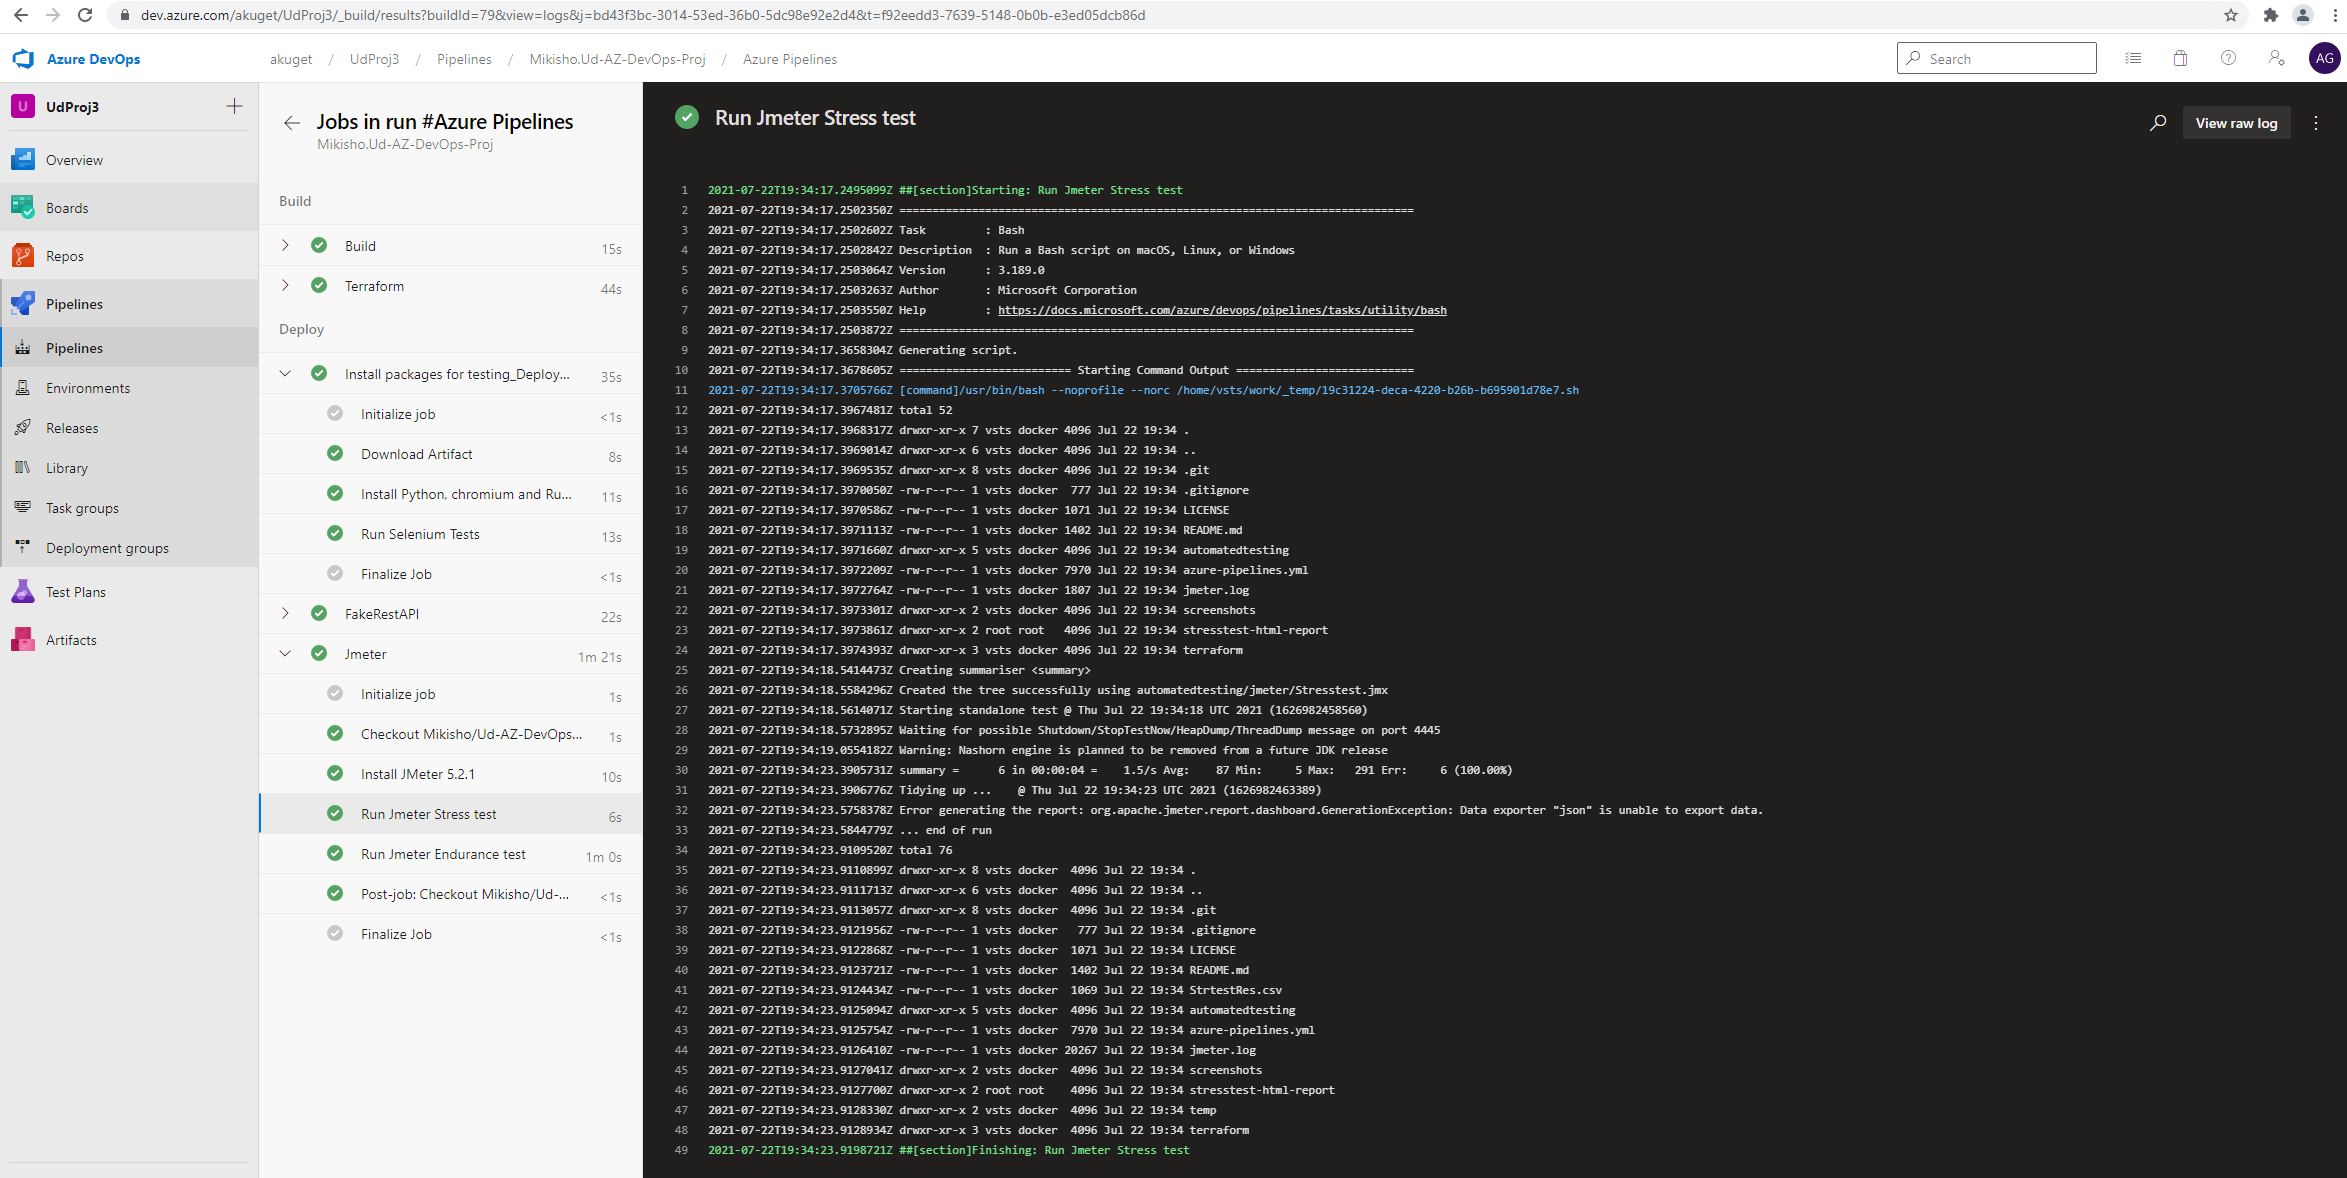 dev.azure.com/akuget/UdProj3/_build/results?buildId=79&view=logs&j=bd43f3bc-3014-53ed-36b0-5dc98e92e2d4&t=f92eedd3-7639-5148-0b0b-e3ed05dcb86d
Azure DevOps
akuget / UdProj3 / Pipelines / Mikisho.Ud-AZ-DevOps-Proj / Azure Pipelines
Search
AG
U UdProj3
Overview
Boards
Repos
Pipelines
Pipelines
Environments
Releases
Library
Task groups
Deployment groups
Test Plans
Artifacts
Jobs in run #Azure Pipelines
Mikisho.Ud-AZ-DevOps-Proj
Build
Build 15s
Terraform 44s
Deploy
Install packages for testing_Deploy... 35s
Initialize job <1s
Download Artifact 8s
Install Python, chromium and Ru... 11s
Run Selenium Tests 13s
Finalize Job <1s
FakeRestAPI 22s
Jmeter 1m 21s
Initialize job 1s
Checkout Mikisho/Ud-AZ-DevOps... 1s
Install JMeter 5.2.1 10s
Run Jmeter Stress test 6s
Run Jmeter Endurance test 1m 0s
Post-job: Checkout Mikisho/Ud-... <1s
Finalize Job <1s
Run Jmeter Stress test
View raw log
1 2021-07-22T19:34:17.2495099Z ##[section]Starting: Run Jmeter Stress test
2 2021-07-22T19:34:17.2502350Z ==============================================================================
3 2021-07-22T19:34:17.2502602Z Task         : Bash
4 2021-07-22T19:34:17.2502842Z Description  : Run a Bash script on macOS, Linux, or Windows
5 2021-07-22T19:34:17.2503064Z Version      : 3.189.0
6 2021-07-22T19:34:17.2503263Z Author       : Microsoft Corporation
7 2021-07-22T19:34:17.2503550Z Help         : https://docs.microsoft.com/azure/devops/pipelines/tasks/utility/bash
8 2021-07-22T19:34:17.2503872Z ==============================================================================
9 2021-07-22T19:34:17.3658304Z Generating script.
10 2021-07-22T19:34:17.3678605Z ========================== Starting Command Output ===========================
11 2021-07-22T19:34:17.3705766Z [command]/usr/bin/bash --noprofile --norc /home/vsts/work/_temp/19c31224-deca-4220-b26b-b695901d78e7.sh
12 2021-07-22T19:34:17.3967481Z total 52
13 2021-07-22T19:34:17.3968317Z drwxr-xr-x 7 vsts docker 4096 Jul 22 19:34 .
14 2021-07-22T19:34:17.3969014Z drwxr-xr-x 6 vsts docker 4096 Jul 22 19:34 ..
15 2021-07-22T19:34:17.3969535Z drwxr-xr-x 8 vsts docker 4096 Jul 22 19:34 .git
16 2021-07-22T19:34:17.3970050Z -rw-r--r-- 1 vsts docker  777 Jul 22 19:34 .gitignore
17 2021-07-22T19:34:17.3970586Z -rw-r--r-- 1 vsts docker 1071 Jul 22 19:34 LICENSE
18 2021-07-22T19:34:17.3971113Z -rw-r--r-- 1 vsts docker 1402 Jul 22 19:34 README.md
19 2021-07-22T19:34:17.3971660Z drwxr-xr-x 5 vsts docker 4096 Jul 22 19:34 automatedtesting
20 2021-07-22T19:34:17.3972209Z -rw-r--r-- 1 vsts docker 7970 Jul 22 19:34 azure-pipelines.yml
21 2021-07-22T19:34:17.3972764Z -rw-r--r-- 1 vsts docker 1807 Jul 22 19:34 jmeter.log
22 2021-07-22T19:34:17.3973301Z drwxr-xr-x 2 vsts docker 4096 Jul 22 19:34 screenshots
23 2021-07-22T19:34:17.3973861Z drwxr-xr-x 2 root root   4096 Jul 22 19:34 stresstest-html-report
24 2021-07-22T19:34:17.3974393Z drwxr-xr-x 3 vsts docker 4096 Jul 22 19:34 terraform
25 2021-07-22T19:34:18.5414473Z Creating summariser <summary>
26 2021-07-22T19:34:18.5584296Z Created the tree successfully using automatedtesting/jmeter/Stresstest.jmx
27 2021-07-22T19:34:18.5614071Z Starting standalone test @ Thu Jul 22 19:34:18 UTC 2021 (1626982458560)
28 2021-07-22T19:34:18.5732895Z Waiting for possible Shutdown/StopTestNow/HeapDump/ThreadDump message on port 4445
29 2021-07-22T19:34:19.0554182Z Warning: Nashorn engine is planned to be removed from a future JDK release
30 2021-07-22T19:34:23.3905731Z summary =      6 in 00:00:04 =    1.5/s Avg:    87 Min:     5 Max:   291 Err:     6 (100.00%)
31 2021-07-22T19:34:23.3906776Z Tidying up ...    @ Thu Jul 22 19:34:23 UTC 2021 (1626982463389)
32 2021-07-22T19:34:23.5758378Z Error generating the report: org.apache.jmeter.report.dashboard.GenerationException: Data exporter "json" is unable to export data.
33 2021-07-22T19:34:23.5844779Z ... end of run
34 2021-07-22T19:34:23.9109520Z total 76
35 2021-07-22T19:34:23.9110899Z drwxr-xr-x 8 vsts docker  4096 Jul 22 19:34 .
36 2021-07-22T19:34:23.9111713Z drwxr-xr-x 6 vsts docker  4096 Jul 22 19:34 ..
37 2021-07-22T19:34:23.9113057Z drwxr-xr-x 8 vsts docker  4096 Jul 22 19:34 .git
38 2021-07-22T19:34:23.9121956Z -rw-r--r-- 1 vsts docker   777 Jul 22 19:34 .gitignore
39 2021-07-22T19:34:23.9122868Z -rw-r--r-- 1 vsts docker  1071 Jul 22 19:34 LICENSE
40 2021-07-22T19:34:23.9123721Z -rw-r--r-- 1 vsts docker  1402 Jul 22 19:34 README.md
41 2021-07-22T19:34:23.9124434Z -rw-r--r-- 1 vsts docker  1069 Jul 22 19:34 StrtestRes.csv
42 2021-07-22T19:34:23.9125094Z drwxr-xr-x 5 vsts docker  4096 Jul 22 19:34 automatedtesting
43 2021-07-22T19:34:23.9125754Z -rw-r--r-- 1 vsts docker  7970 Jul 22 19:34 azure-pipelines.yml
44 2021-07-22T19:34:23.9126410Z -rw-r--r-- 1 vsts docker 20267 Jul 22 19:34 jmeter.log
45 2021-07-22T19:34:23.9127041Z drwxr-xr-x 2 vsts docker  4096 Jul 22 19:34 screenshots
46 2021-07-22T19:34:23.9127700Z drwxr-xr-x 2 root root    4096 Jul 22 19:34 stresstest-html-report
47 2021-07-22T19:34:23.9128330Z drwxr-xr-x 2 vsts docker  4096 Jul 22 19:34 temp
48 2021-07-22T19:34:23.9128934Z drwxr-xr-x 3 vsts docker  4096 Jul 22 19:34 terraform
49 2021-07-22T19:34:23.9198721Z ##[section]Finishing: Run Jmeter Stress test